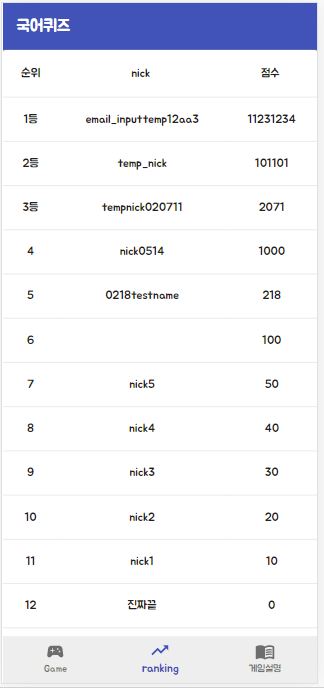 국어퀴즈
순위 nick 점수
1등 email_inputtemp12aa3 11231234
2등 temp_nick 101101
3등 tempnick020711 2071
4 nick0514 1000
5 0218testname 218
6 100
7 nick5 50
8 nick4 40
9 nick3 30
10 nick2 20
11 nick1 10
12 진짜끝 0
Game ranking 게임설명